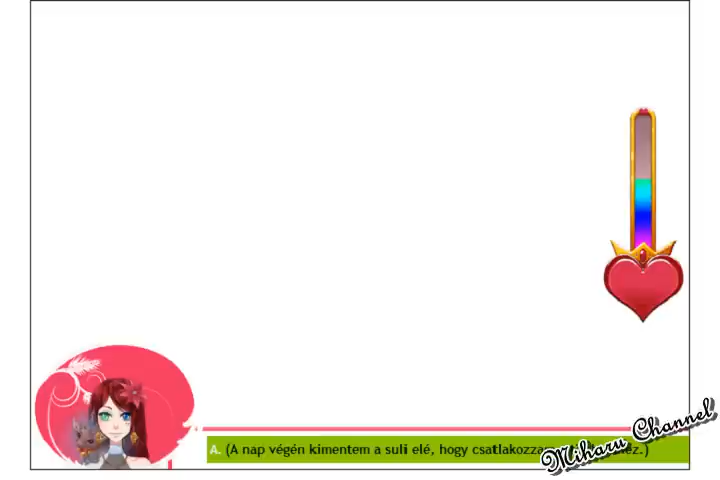 A. (A nap végén kimentem a suli elé, hogy csatlakozzam
Miharu Channel